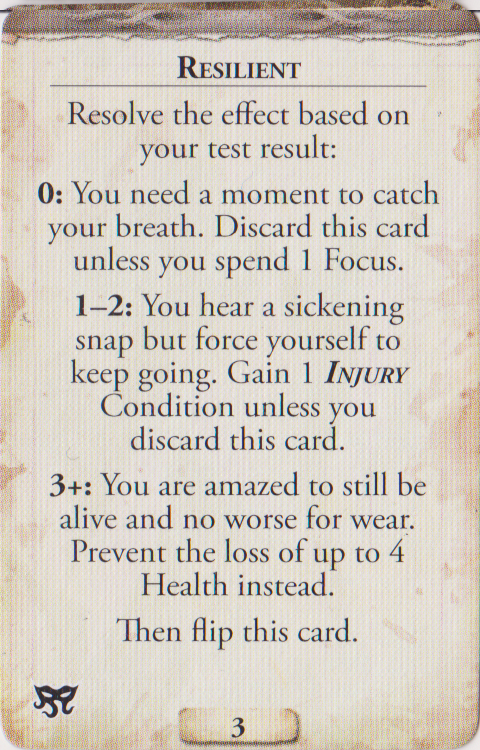 RESILIENT
Resolve the effect based on
your test result:
0: You need a moment to catch
your breath. Discard this card
unless you spend 1 Focus.
1–2: You hear a sickening
snap but force yourself to
keep going. Gain 1 INJURY
Condition unless you
discard this card.
3+: You are amazed to still be
alive and no worse for wear.
Prevent the loss of up to 4
Health instead.
Then flip this card.
3